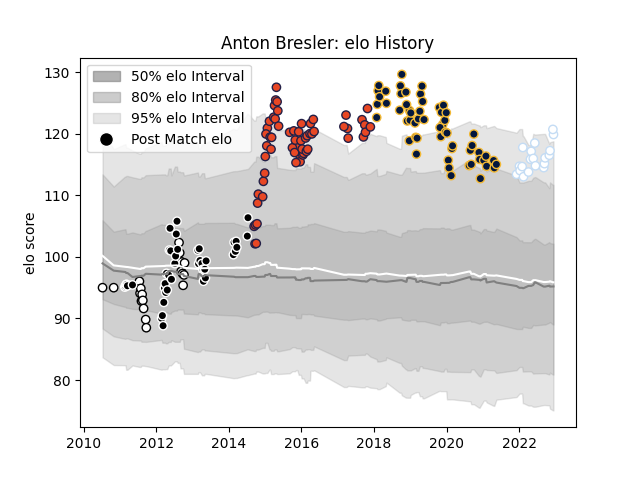 Anton Bresler: elo History
50% elo Interval
80% elo Interval
95% elo Interval
Post Match elo
elo score
130
120
110
100
90
80
2010 2012 2014 2016 2018 2020 2022